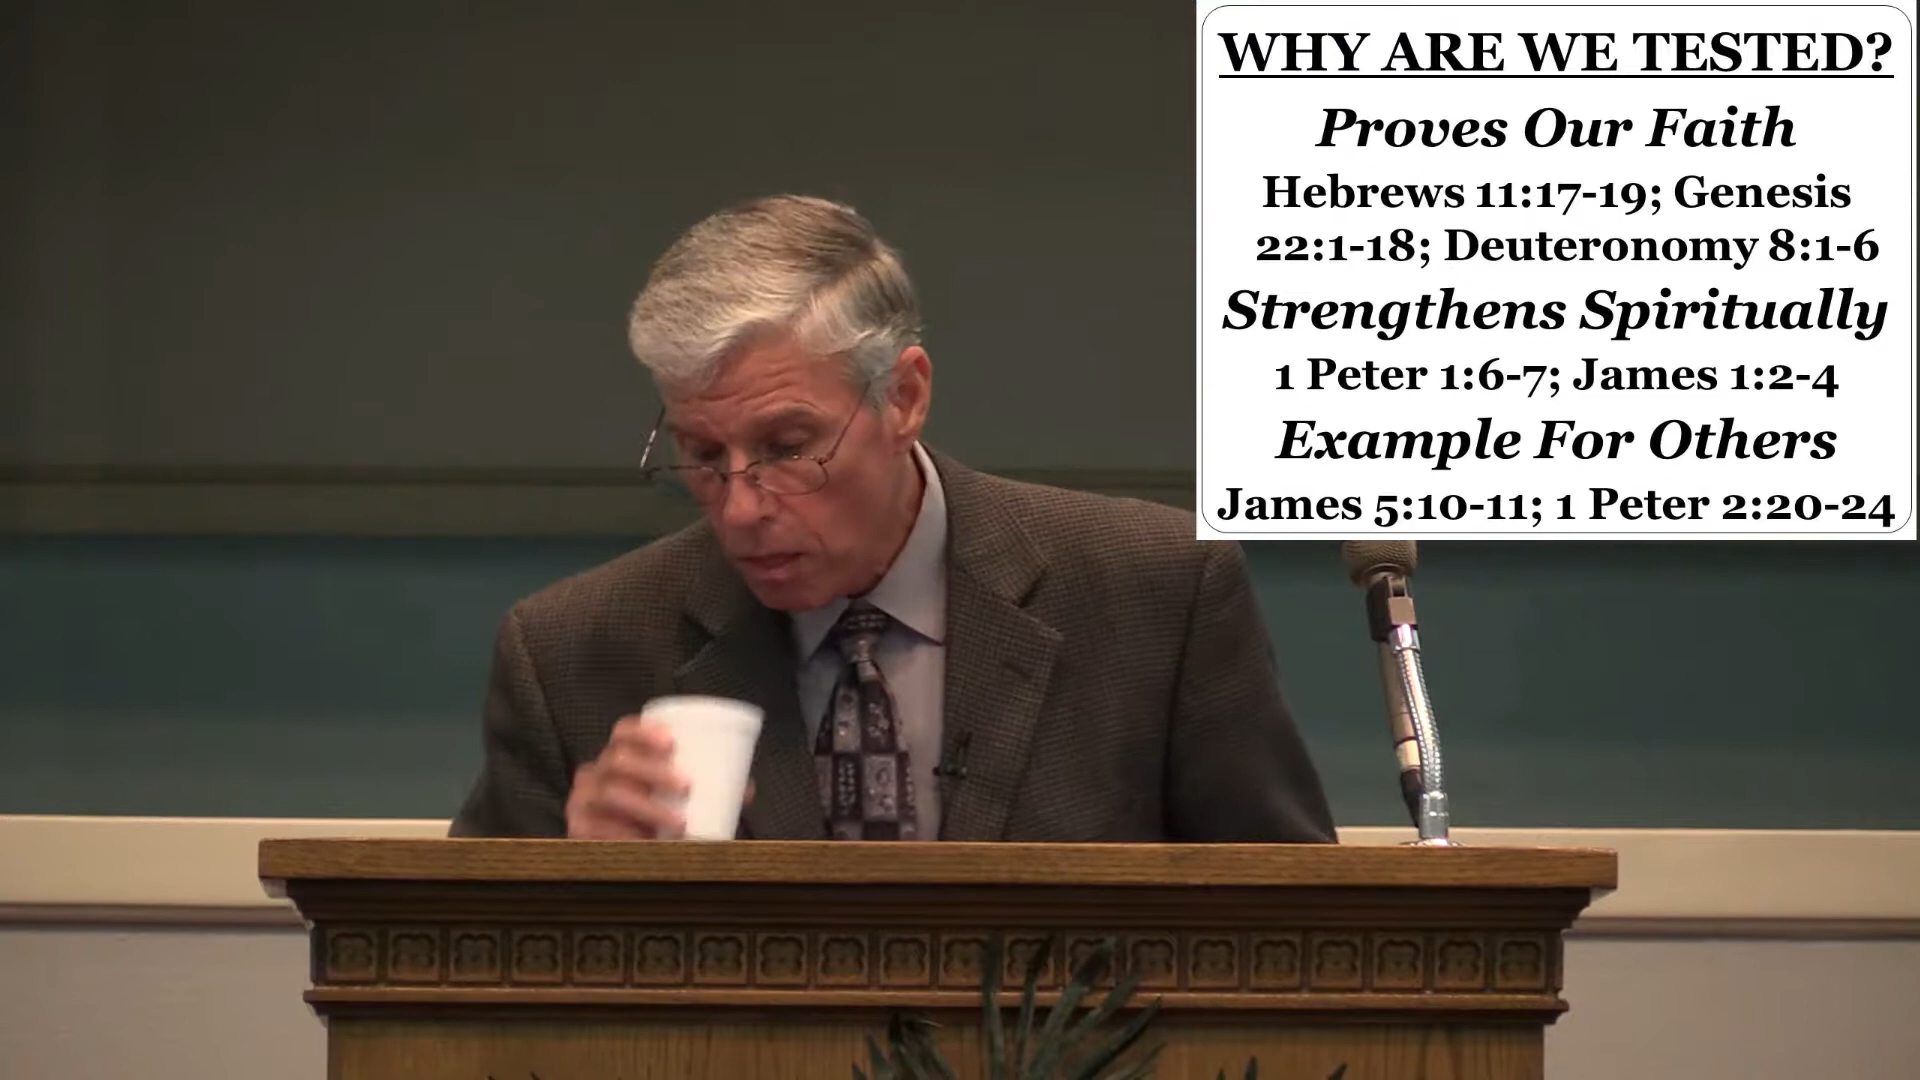 WHY ARE WE TESTED?
Proves Our Faith
Hebrews 11:17-19; Genesis
22:1-18; Deuteronomy 8:1-6
Strengthens Spiritually
1 Peter 1:6-7; James 1:2-4
Example For Others
James 5:10-11; 1 Peter 2:20-24